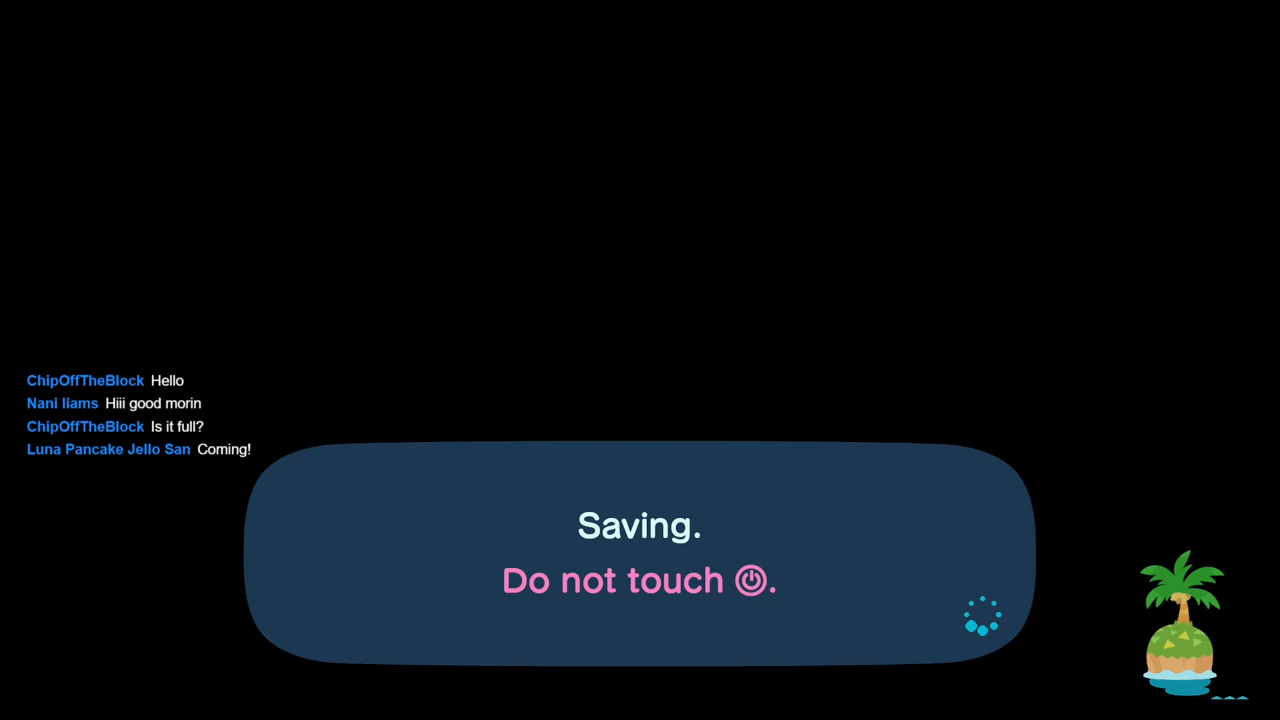 ChipOffTheBlock Hello
Nani liams Hiii good morin
ChipOffTheBlock Is it full?
Luna Pancake Jello San Coming!
Saving.
Do not touch ⏻.